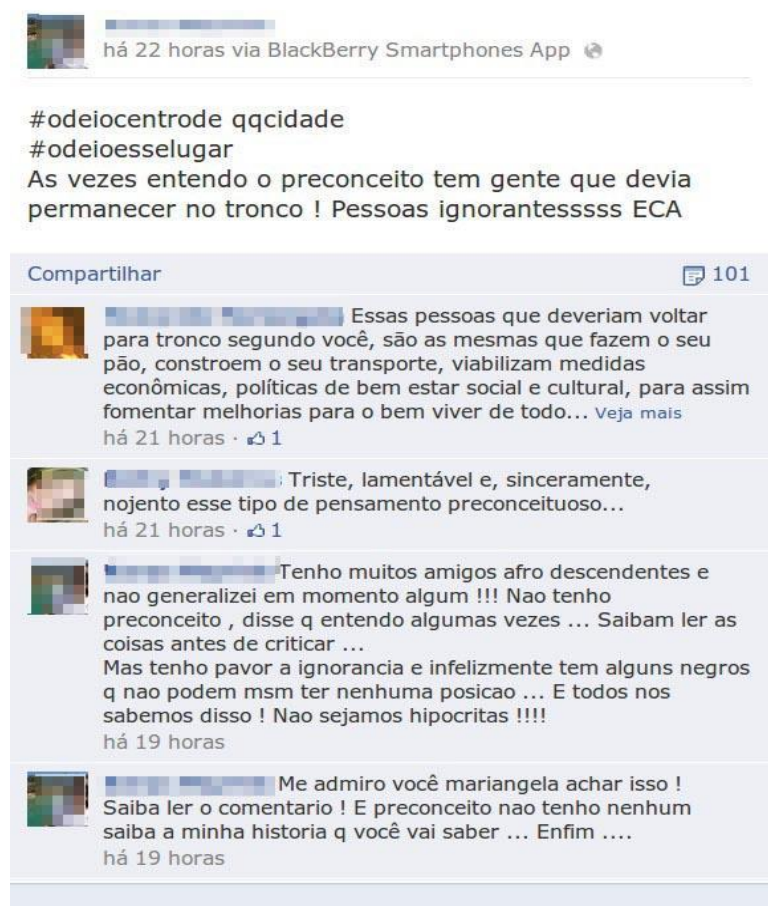 há 22 horas via BlackBerry Smartphones App
#odeiocentrode qqcidade
#odeioesselugar
As vezes entendo o preconceito tem gente que devia
permanecer no tronco ! Pessoas ignorantesssss ECA
Compartilhar 101
Essas pessoas que deveriam voltar
para tronco segundo você, são as mesmas que fazem o seu
pão, constroem o seu transporte, viabilizam medidas
econômicas, políticas de bem estar social e cultural, para assim
fomentar melhorias para o bem viver de todo... Veja mais
há 21 horas · 1
Triste, lamentável e, sinceramente,
nojento esse tipo de pensamento preconceituoso...
há 21 horas · 1
Tenho muitos amigos afro descendentes e
nao generalizei em momento algum !!! Nao tenho
preconceito , disse q entendo algumas vezes ... Saibam ler as
coisas antes de criticar ...
Mas tenho pavor a ignorancia e infelizmente tem alguns negros
q nao podem msm ter nenhuma posicao ... E todos nos
sabemos disso ! Nao sejamos hipocritas !!!!
há 19 horas
Me admiro você mariangela achar isso !
Saiba ler o comentario ! E preconceito nao tenho nenhum
saiba a minha historia q você vai saber ... Enfim ....
há 19 horas